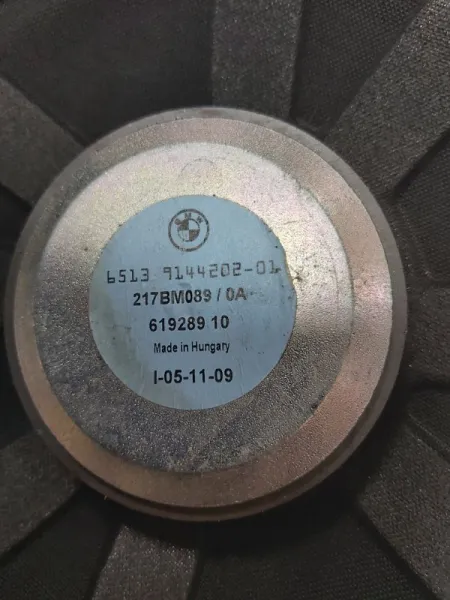 BMW
6513 9144202-01
217BM089 / 0A
619289 10
Made in Hungary
I-05-11-09